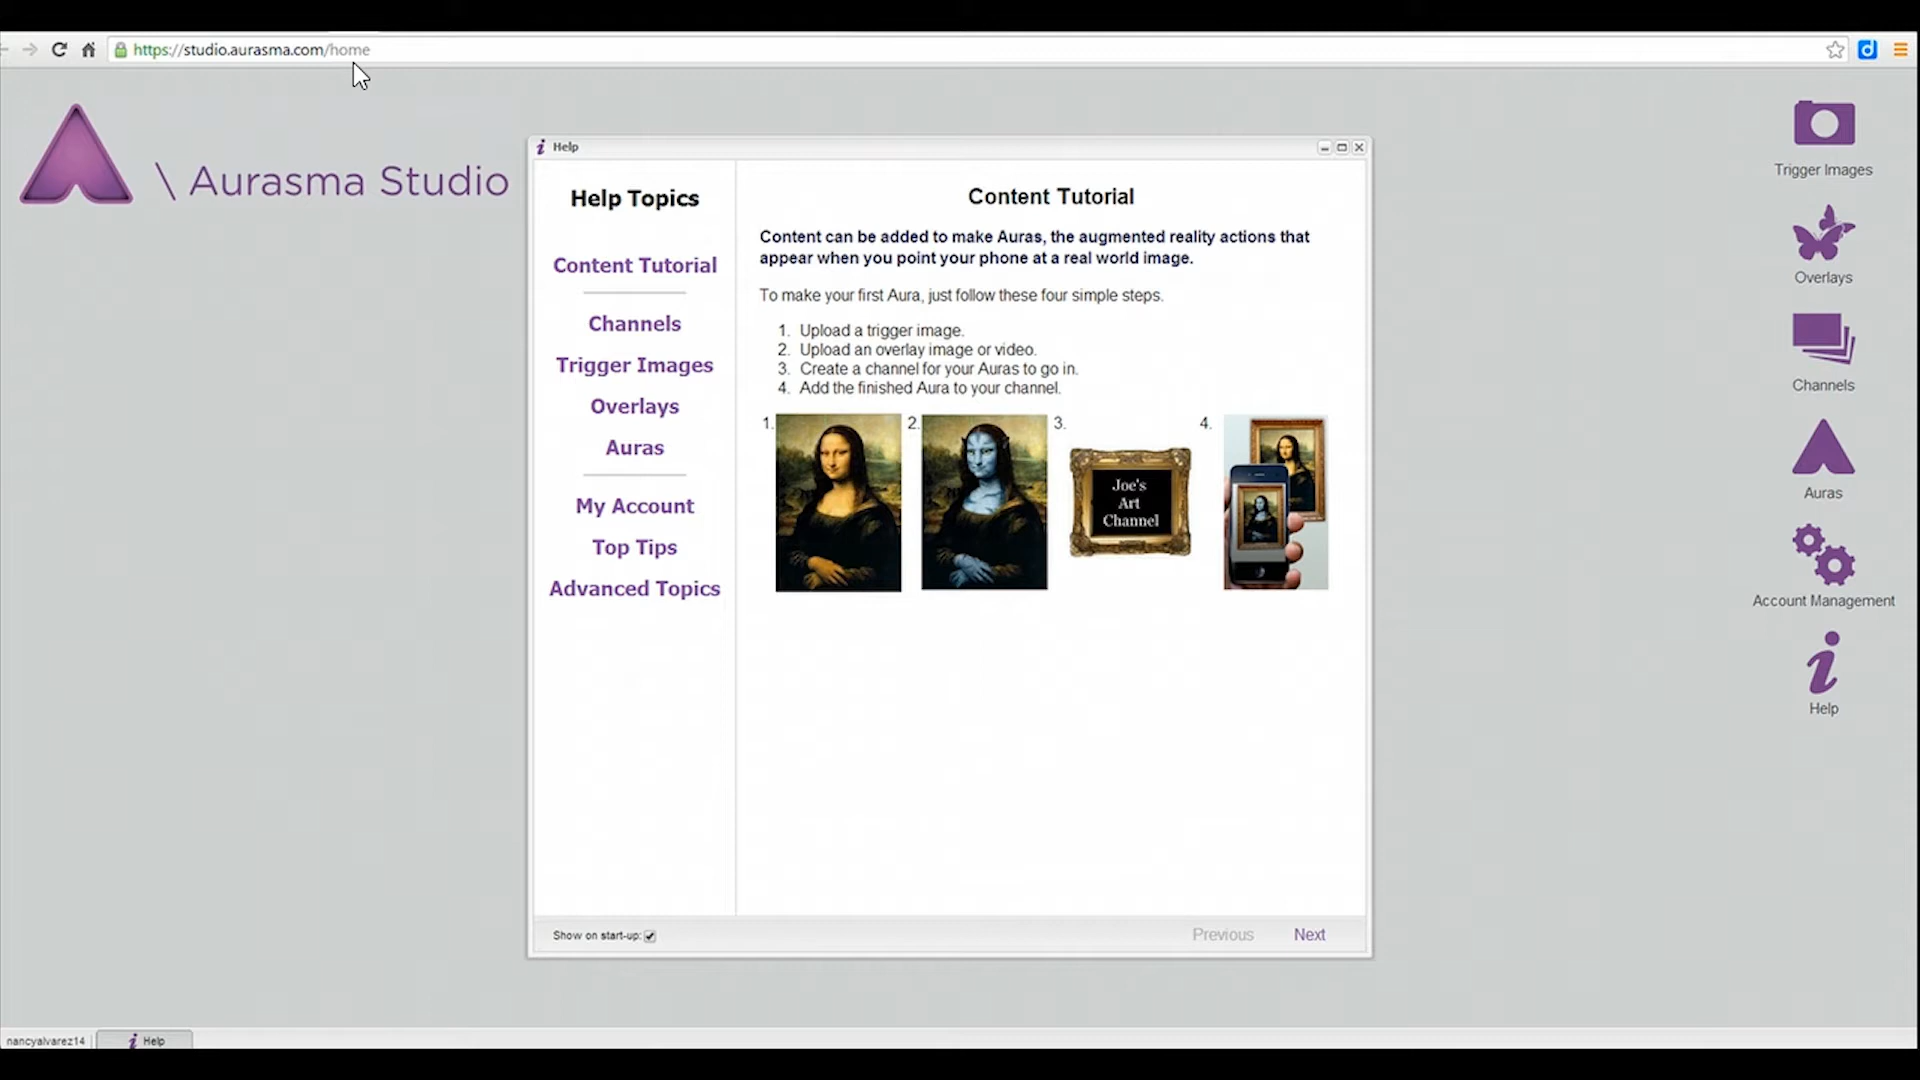 https://studio.aurasma.com/home
\ Aurasma Studio
Help
Help Topics
Content Tutorial
Channels
Trigger Images
Overlays
Auras
My Account
Top Tips
Advanced Topics
Content Tutorial
Content can be added to make Auras, the augmented reality actions that
appear when you point your phone at a real world image.
To make your first Aura, just follow these four simple steps.
1. Upload a trigger image.
2. Upload an overlay image or video.
3. Create a channel for your Auras to go in.
4. Add the finished Aura to your channel.
1.
2.
3.
4.
Joe's
Art
Channel
Show on start-up:
Previous
Next
Trigger Images
Overlays
Channels
Auras
Account Management
Help
nancyalvarez14
Help